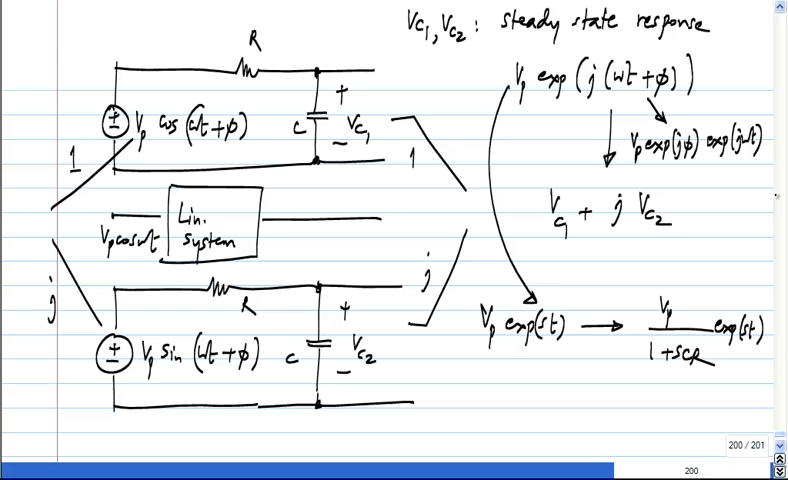 Vc1, Vc2 : steady state response
R
Vp exp(j(ωt+φ))
+
±
Vp cos(ωt+φ)
C
Vc1
-
Vp exp(jφ) exp(jωt)
1
1
Vc1 + j Vc2
Lin. system
Vp cosωt
j
j
R
+
Vp exp(st) → Vp/(1+sCR) exp(st)
±
Vp sin(ωt+φ)
C
Vc2
-
200 / 201
200